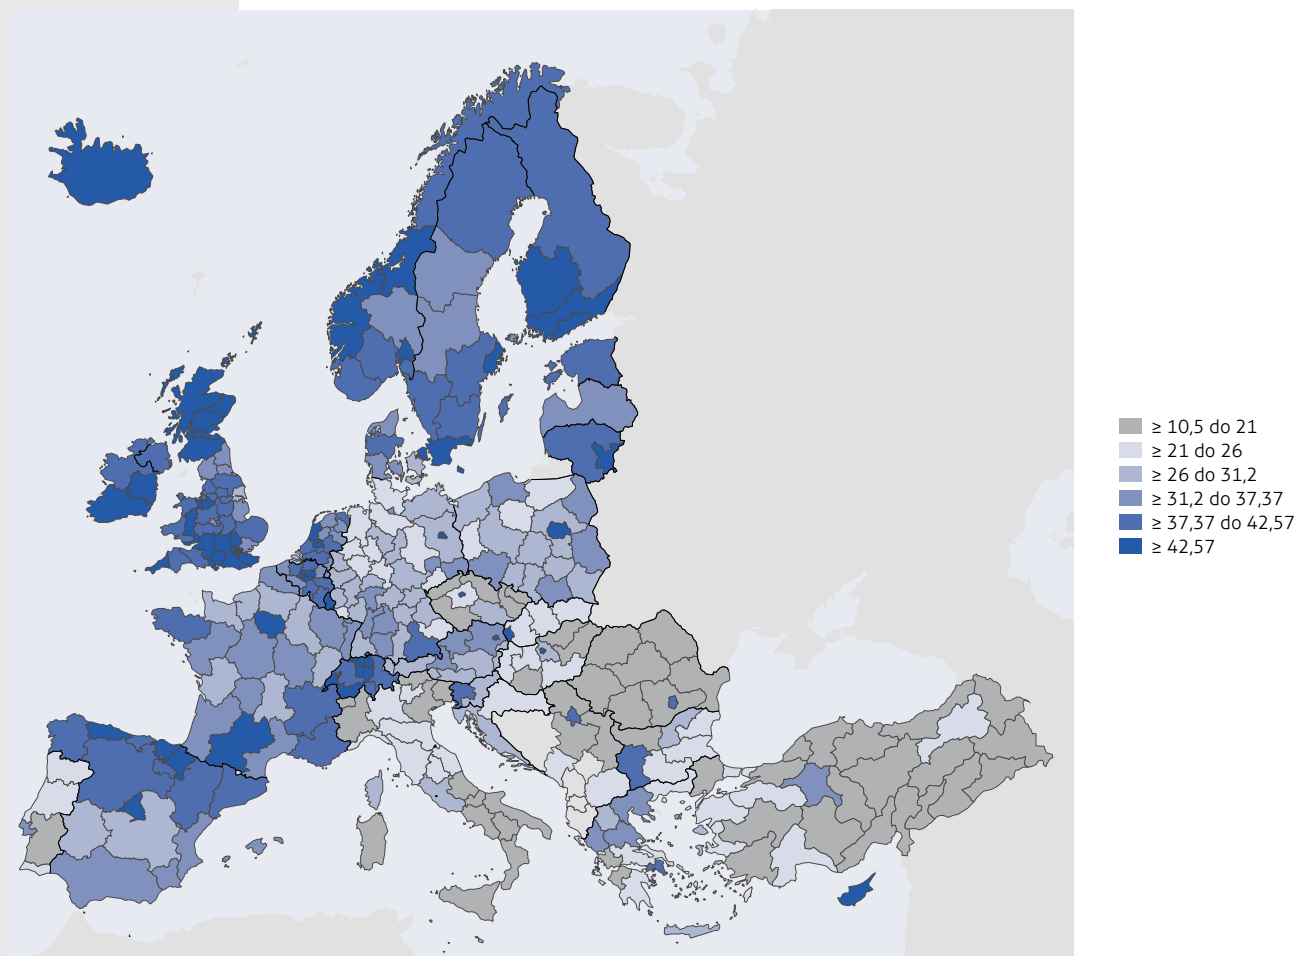 ≥ 10,5 do 21
≥ 21 do 26
≥ 26 do 31,2
≥ 31,2 do 37,37
≥ 37,37 do 42,57
≥ 42,57